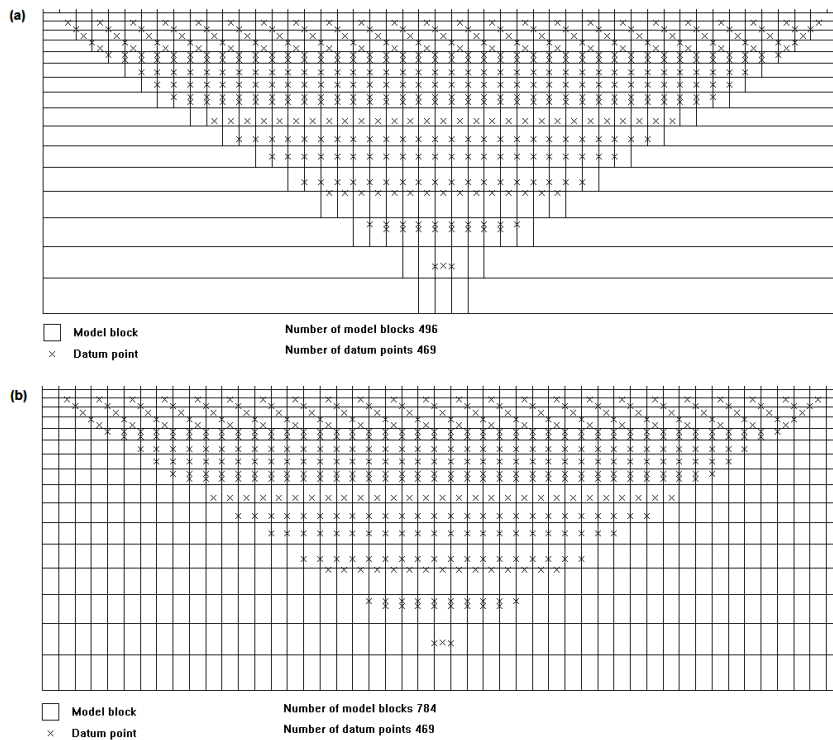 (a)
Model block
Number of model blocks 496
Datum point
Number of datum points 469
(b)
Model block
Number of model blocks 784
Datum point
Number of datum points 469